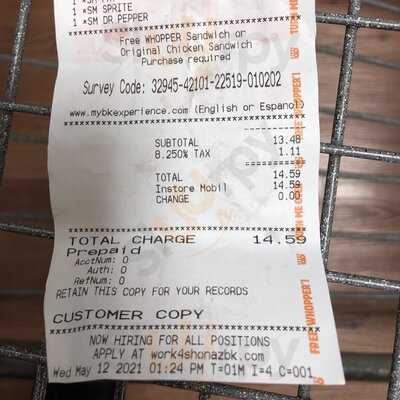 1 *SM SPRITE
1 *SM DR PEPPER
Free WHOPPER Sandwich or
Original Chicken Sandwich
Purchase required
Survey Code: 32945-42101-22519-010202
www.mybkexperience.com (English or Espanol)
SUBTOTAL 13.48
8.250% TAX 1.11
TOTAL 14.59
Instore Mobil 14.59
CHANGE 0.00
TOTAL CHARGE 14.59
Prepaid
AcctNum: 0
Auth: 0
RefNum: 0
RETAIN THIS COPY FOR YOUR RECORDS
CUSTOMER COPY
NOW HIRING FOR ALL POSITIONS
APPLY AT work4shonazbk.com
Wed May 12 2021 01:24 PM T=01M I=4 C=001
FREE WHOPPER!